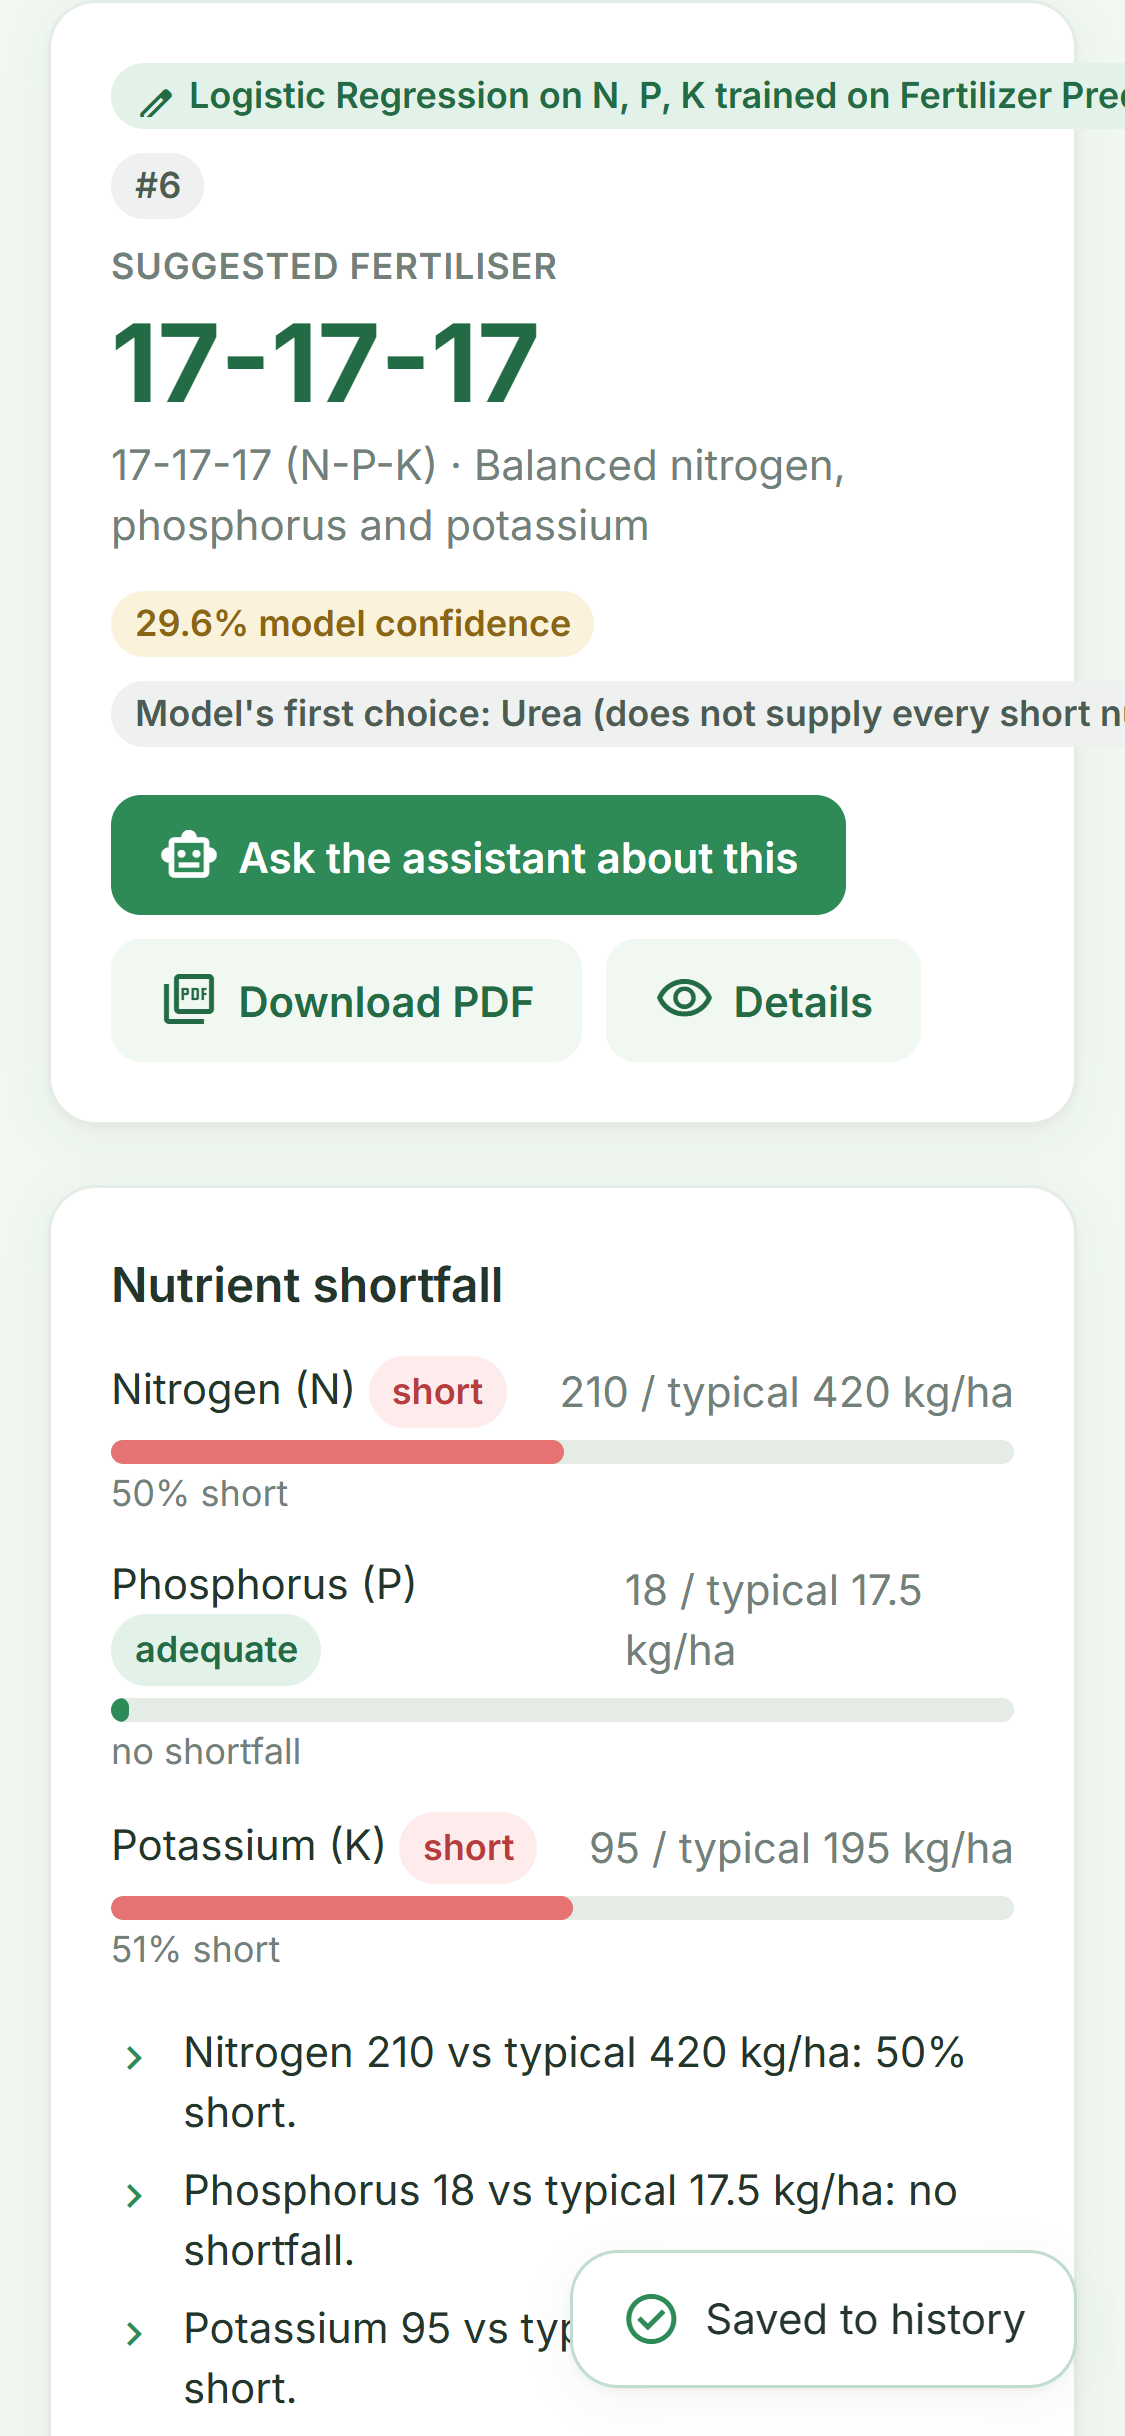 Logistic Regression on N, P, K trained on Fertilizer
#6
SUGGESTED FERTILISER
17-17-17
17-17-17 (N-P-K) · Balanced nitrogen,
phosphorus and potassium
29.6% model confidence
Model's first choice: Urea (does not supply every short
Ask the assistant about this
PDF
Download PDF
Details
Nutrient shortfall
Nitrogen (N) short 210 / typical 420 kg/ha
50% short
Phosphorus (P)
adequate
18 / typical 17.5
kg/ha
no shortfall
Potassium (K) short 95 / typical 195 kg/ha
51% short
Nitrogen 210 vs typical 420 kg/ha: 50%
short.
Phosphorus 18 vs typical 17.5 kg/ha: no
shortfall.
Potassium 95 vs
short.
Saved to history